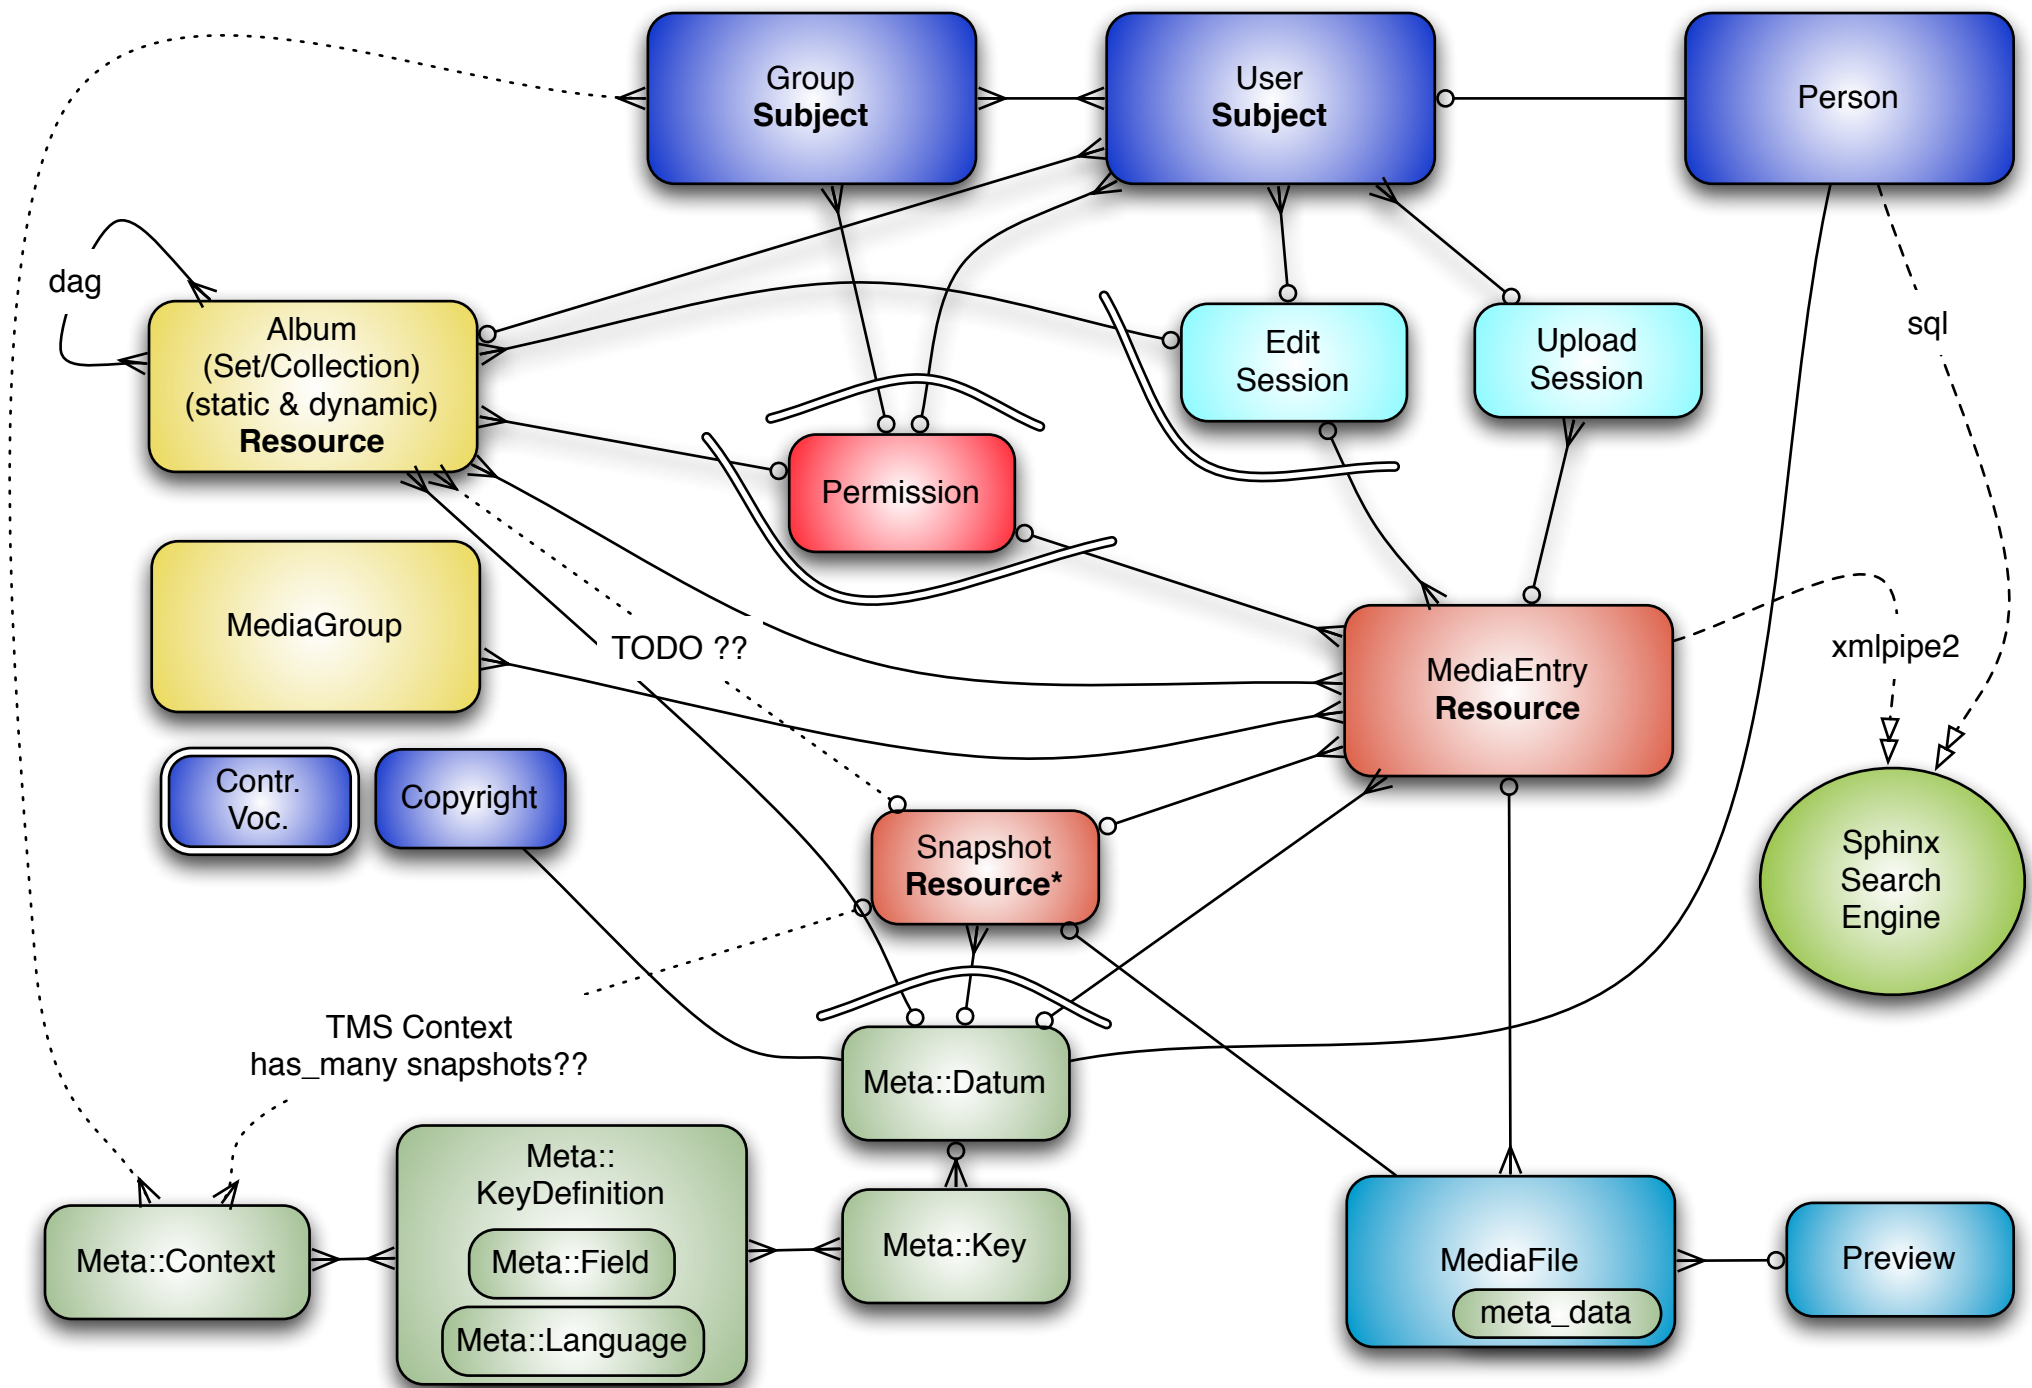 Group
Subject
User
Subject
Person
dag
Album
(Set/Collection)
(static & dynamic)
Resource
Edit
Session
Upload
Session
sql
Permission
MediaGroup
TODO ??
MediaEntry
Resource
xmlpipe2
Contr.
Voc.
Copyright
Snapshot
Resource*
Sphinx
Search
Engine
TMS Context
has_many snapshots??
Meta::Datum
Meta::
KeyDefinition
Meta::Field
Meta::Language
Meta::Context
Meta::Key
MediaFile
meta_data
Preview